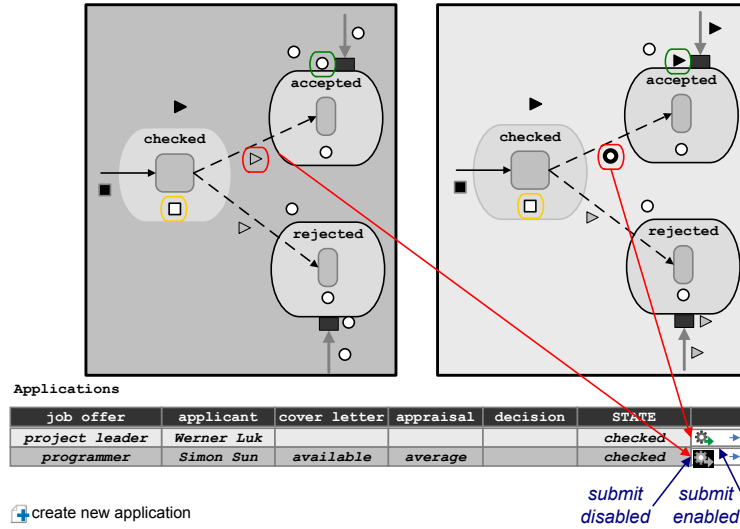 accepted
checked
rejected
accepted
checked
rejected
Applications
job offer applicant cover letter appraisal decision STATE
project leader Werner Luk checked
programmer Simon Sun available average checked
create new application
submit disabled
submit enabled